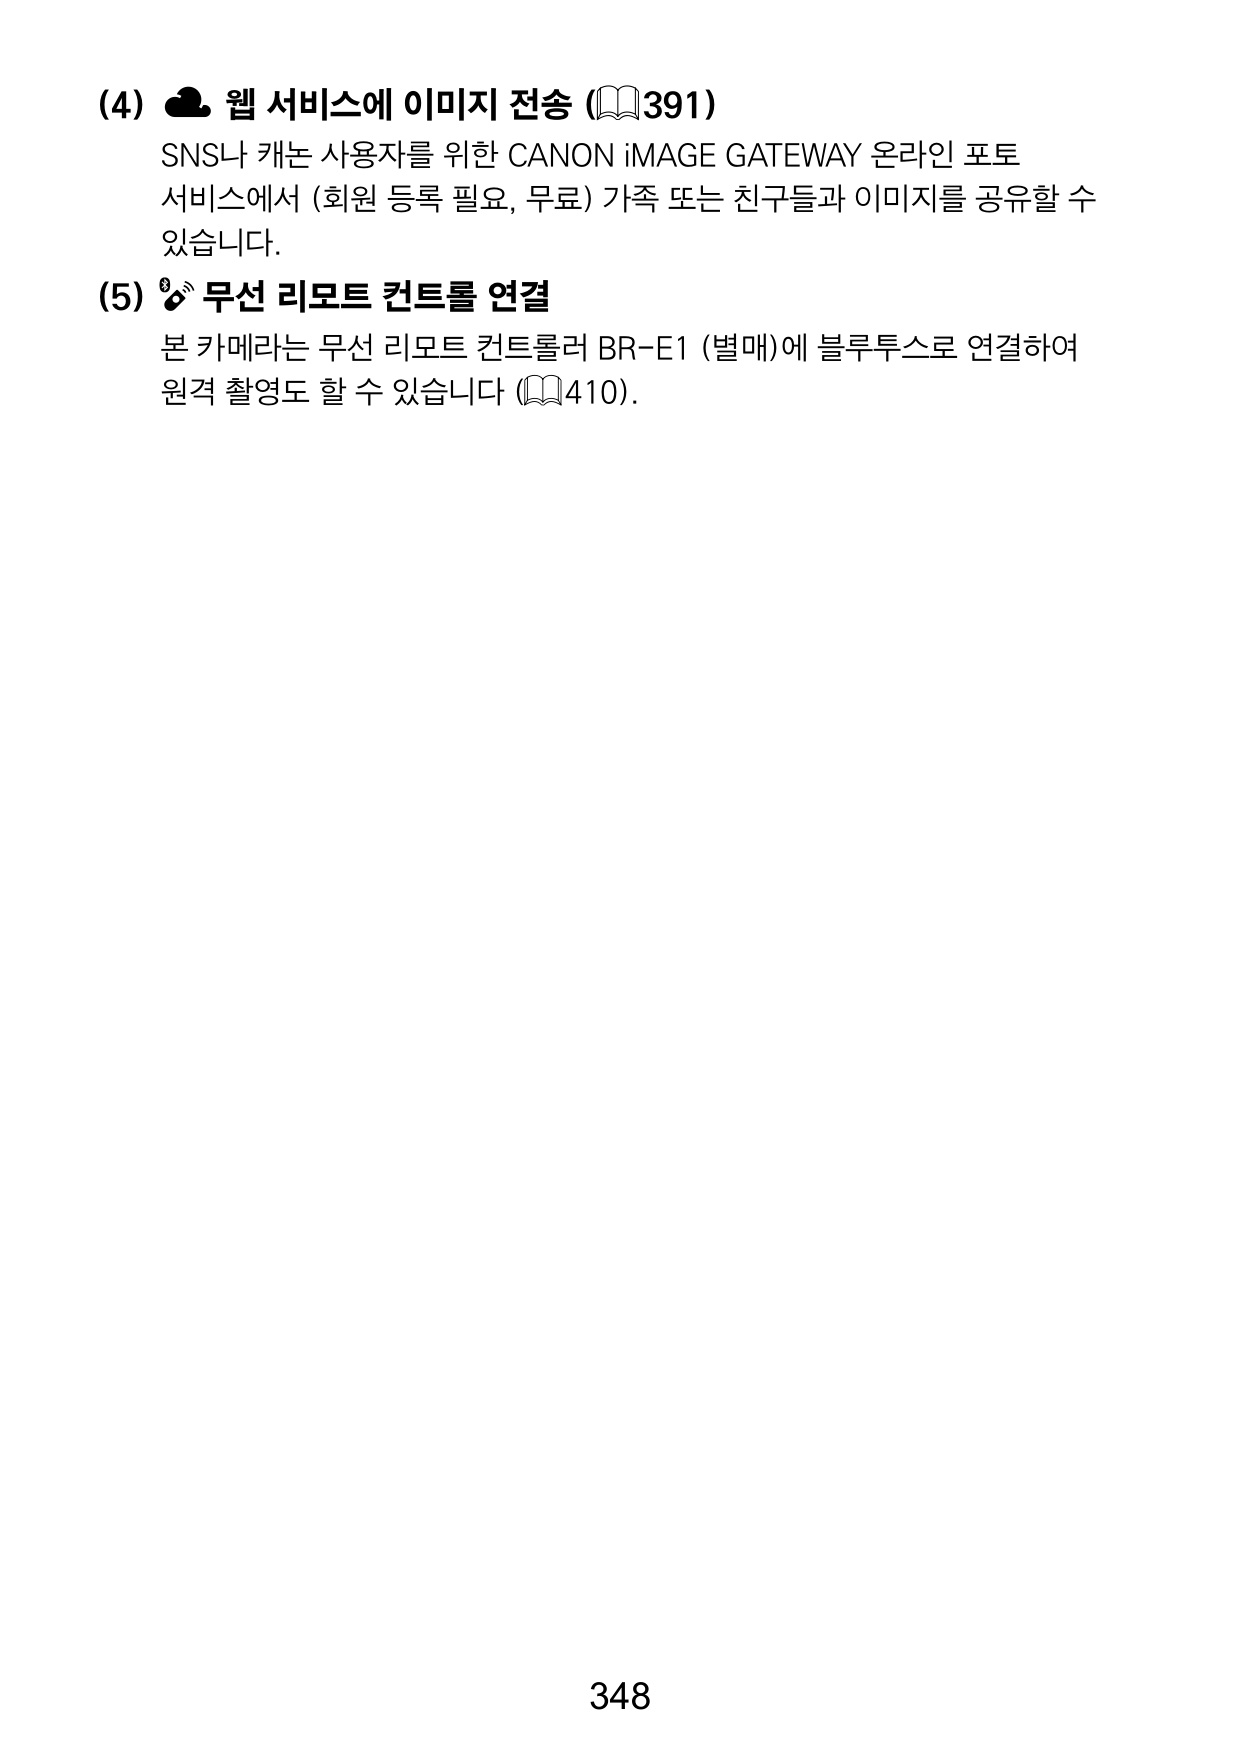 (4) 웹 서비스에 이미지 전송 (391)
SNS나 캐논 사용자를 위한 CANON iMAGE GATEWAY 온라인 포토
서비스에서 (회원 등록 필요, 무료) 가족 또는 친구들과 이미지를 공유할 수
있습니다.
(5) 무선 리모트 컨트롤 연결
본 카메라는 무선 리모트 컨트롤러 BR-E1 (별매)에 블루투스로 연결하여
원격 촬영도 할 수 있습니다 (410).
348